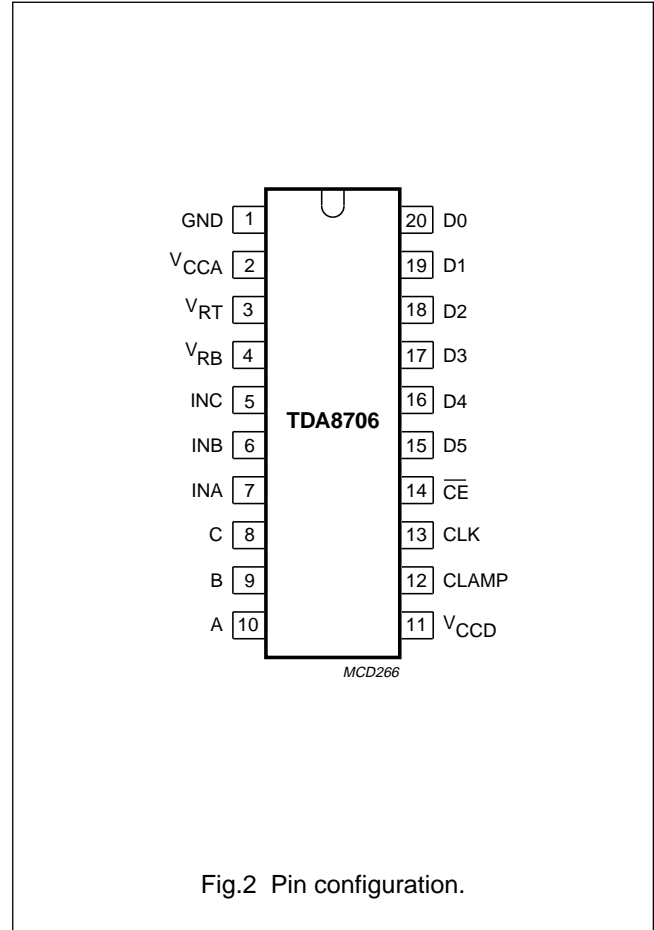 GND 1 20 D0
VCCA 2 19 D1
VRT 3 18 D2
VRB 4 17 D3
INC 5 16 D4
TDA8706
INB 6 15 D5
INA 7 14 C̅E̅
C 8 13 CLK
B 9 12 CLAMP
A 10 11 VCCD
MCD266
Fig.2 Pin configuration.